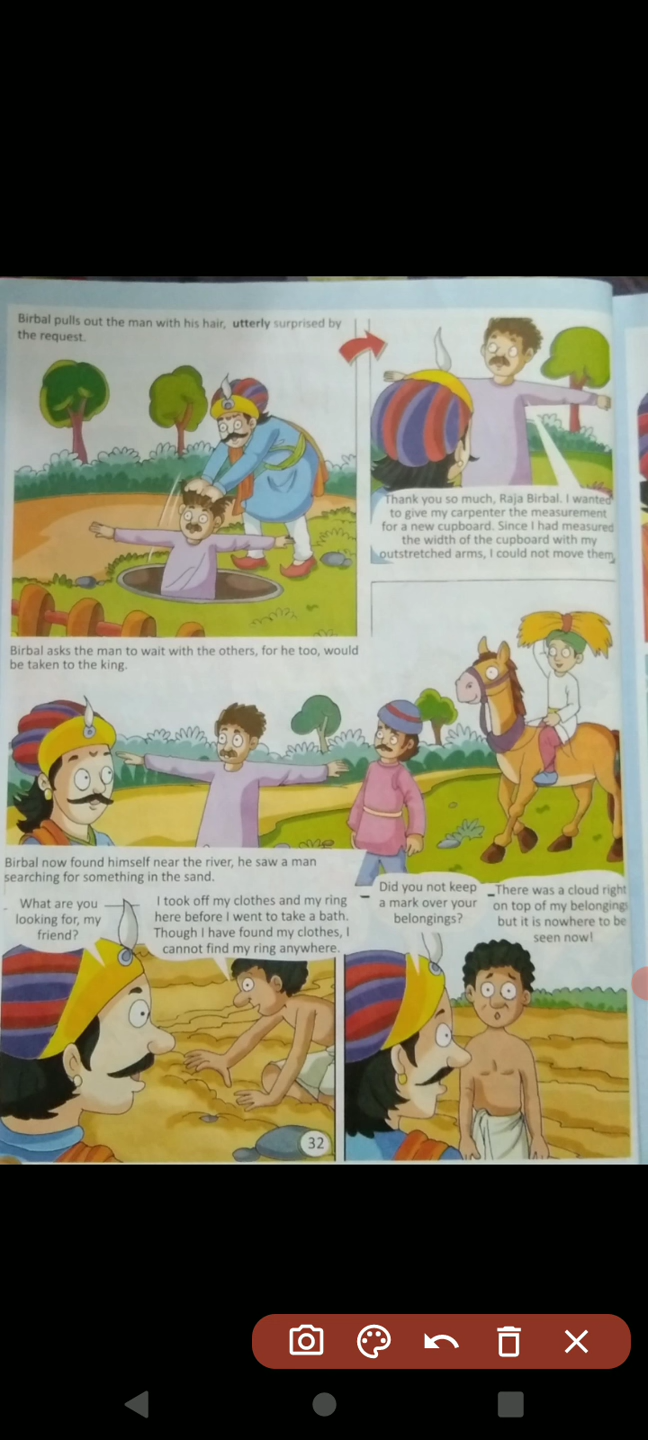 Birbal pulls out the man with his hair, utterly surprised by
the request.
Thank you so much, Raja Birbal. I wanted
to give my carpenter the measurement
for a new cupboard. Since I had measured
the width of the cupboard with my
outstretched arms, I could not move them
Birbal asks the man to wait with the others, for he too, would
be taken to the king.
Birbal now found himself near the river, he saw a man
searching for something in the sand.
What are you
looking for, my
friend?
I took off my clothes and my ring
here before I went to take a bath.
Though I have found my clothes, I
cannot find my ring anywhere.
Did you not keep
a mark over your
belongings?
There was a cloud right
on top of my belonging
but it is nowhere to be
seen now!
32